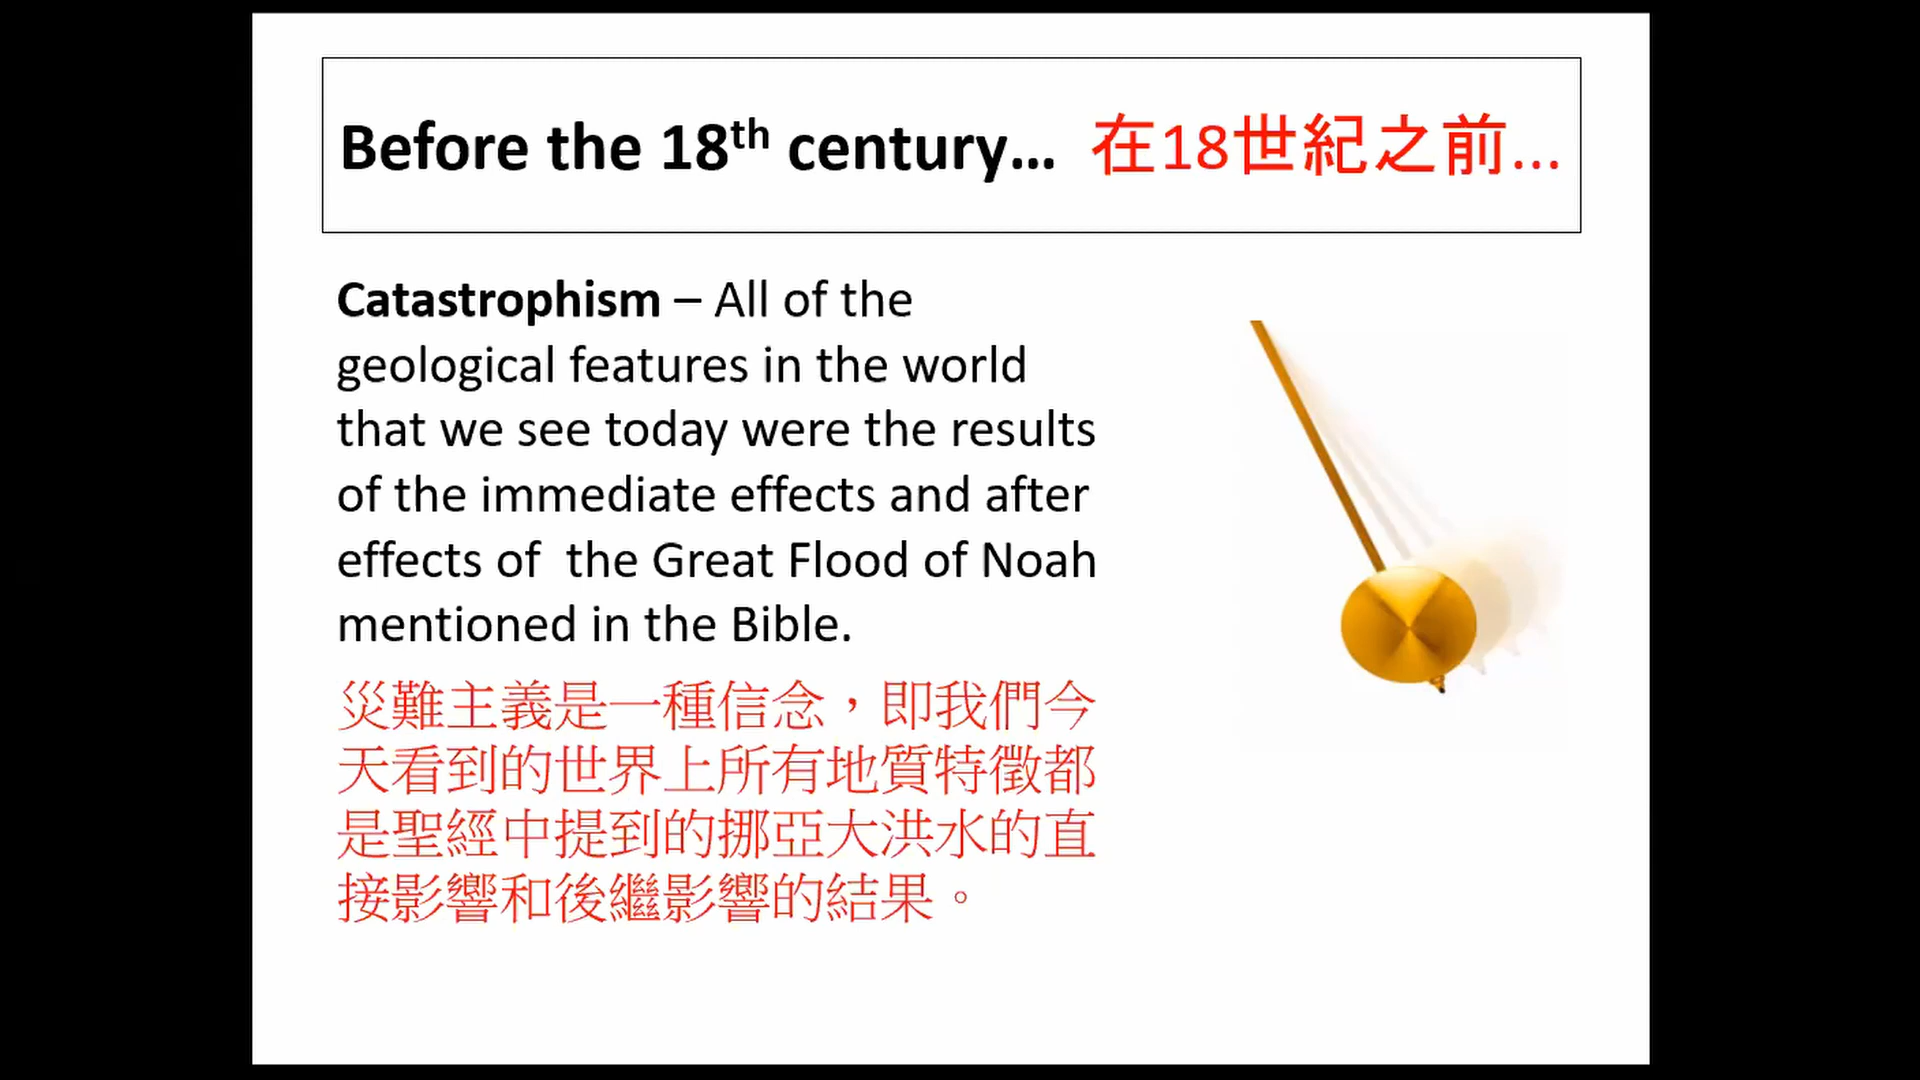 Before the 18th century... 在18世紀之前...
Catastrophism – All of the
geological features in the world
that we see today were the results
of the immediate effects and after
effects of  the Great Flood of Noah
mentioned in the Bible.
災難主義是一種信念，即我們今
天看到的世界上所有地質特徵都
是聖經中提到的挪亞大洪水的直
接影響和後繼影響的結果。